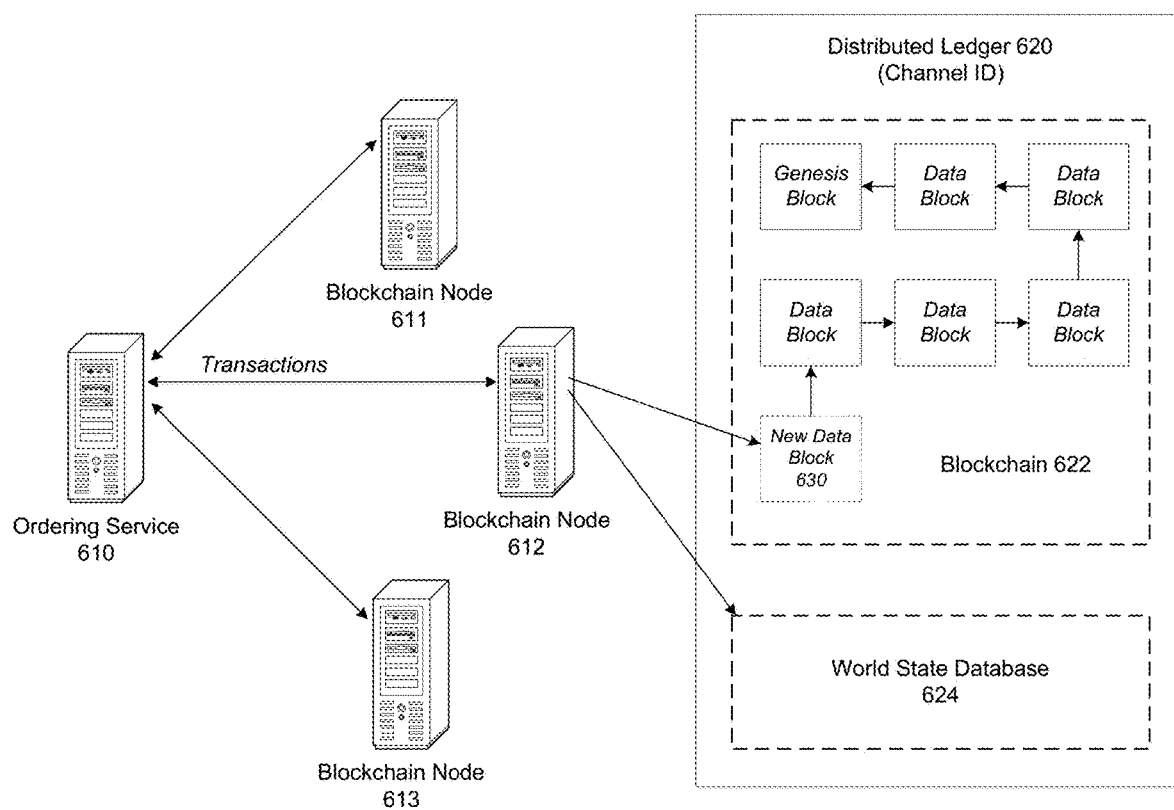 Distributed Ledger 620
(Channel ID)
Genesis
Block
Data
Block
Data
Block
Data
Block
Data
Block
Data
Block
New Data
Block
630
Blockchain 622
World State Database
624
Blockchain Node
611
Transactions
Ordering Service
610
Blockchain Node
612
Blockchain Node
613